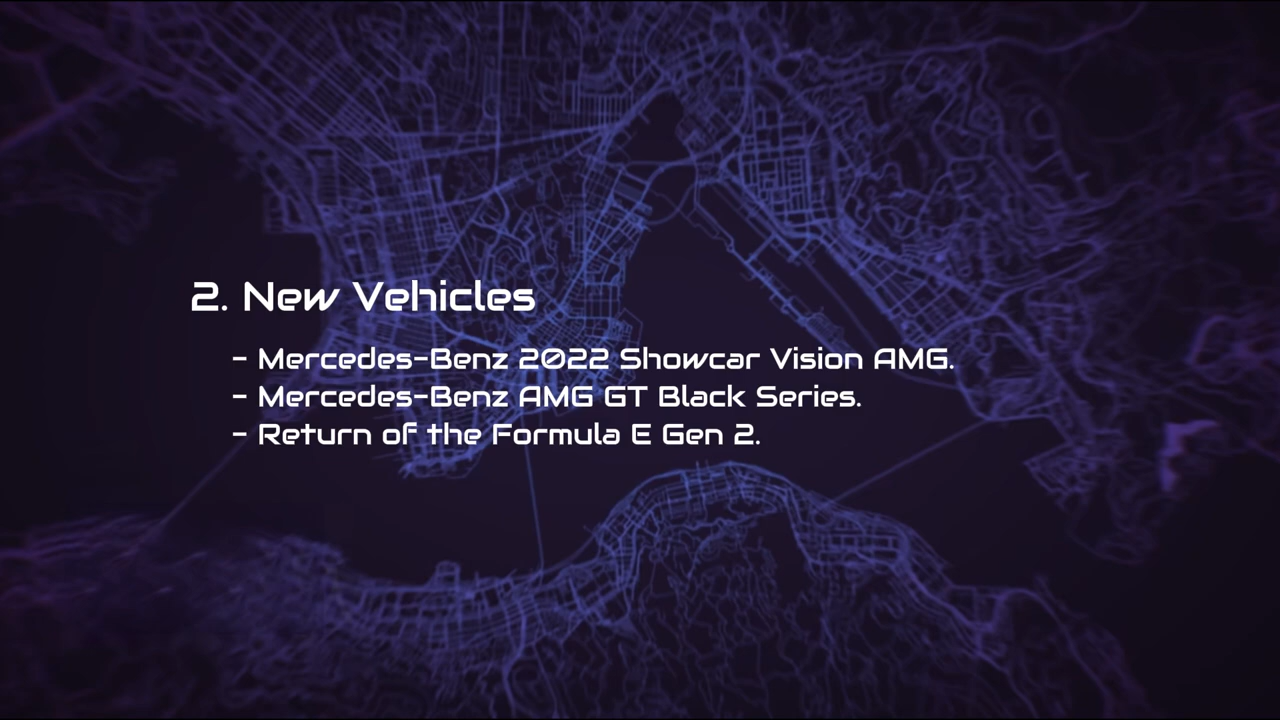 2. New Vehicles
- Mercedes-Benz 2022 Showcar Vision AMG.
- Mercedes-Benz AMG GT Black Series.
- Return of the Formula E Gen 2.